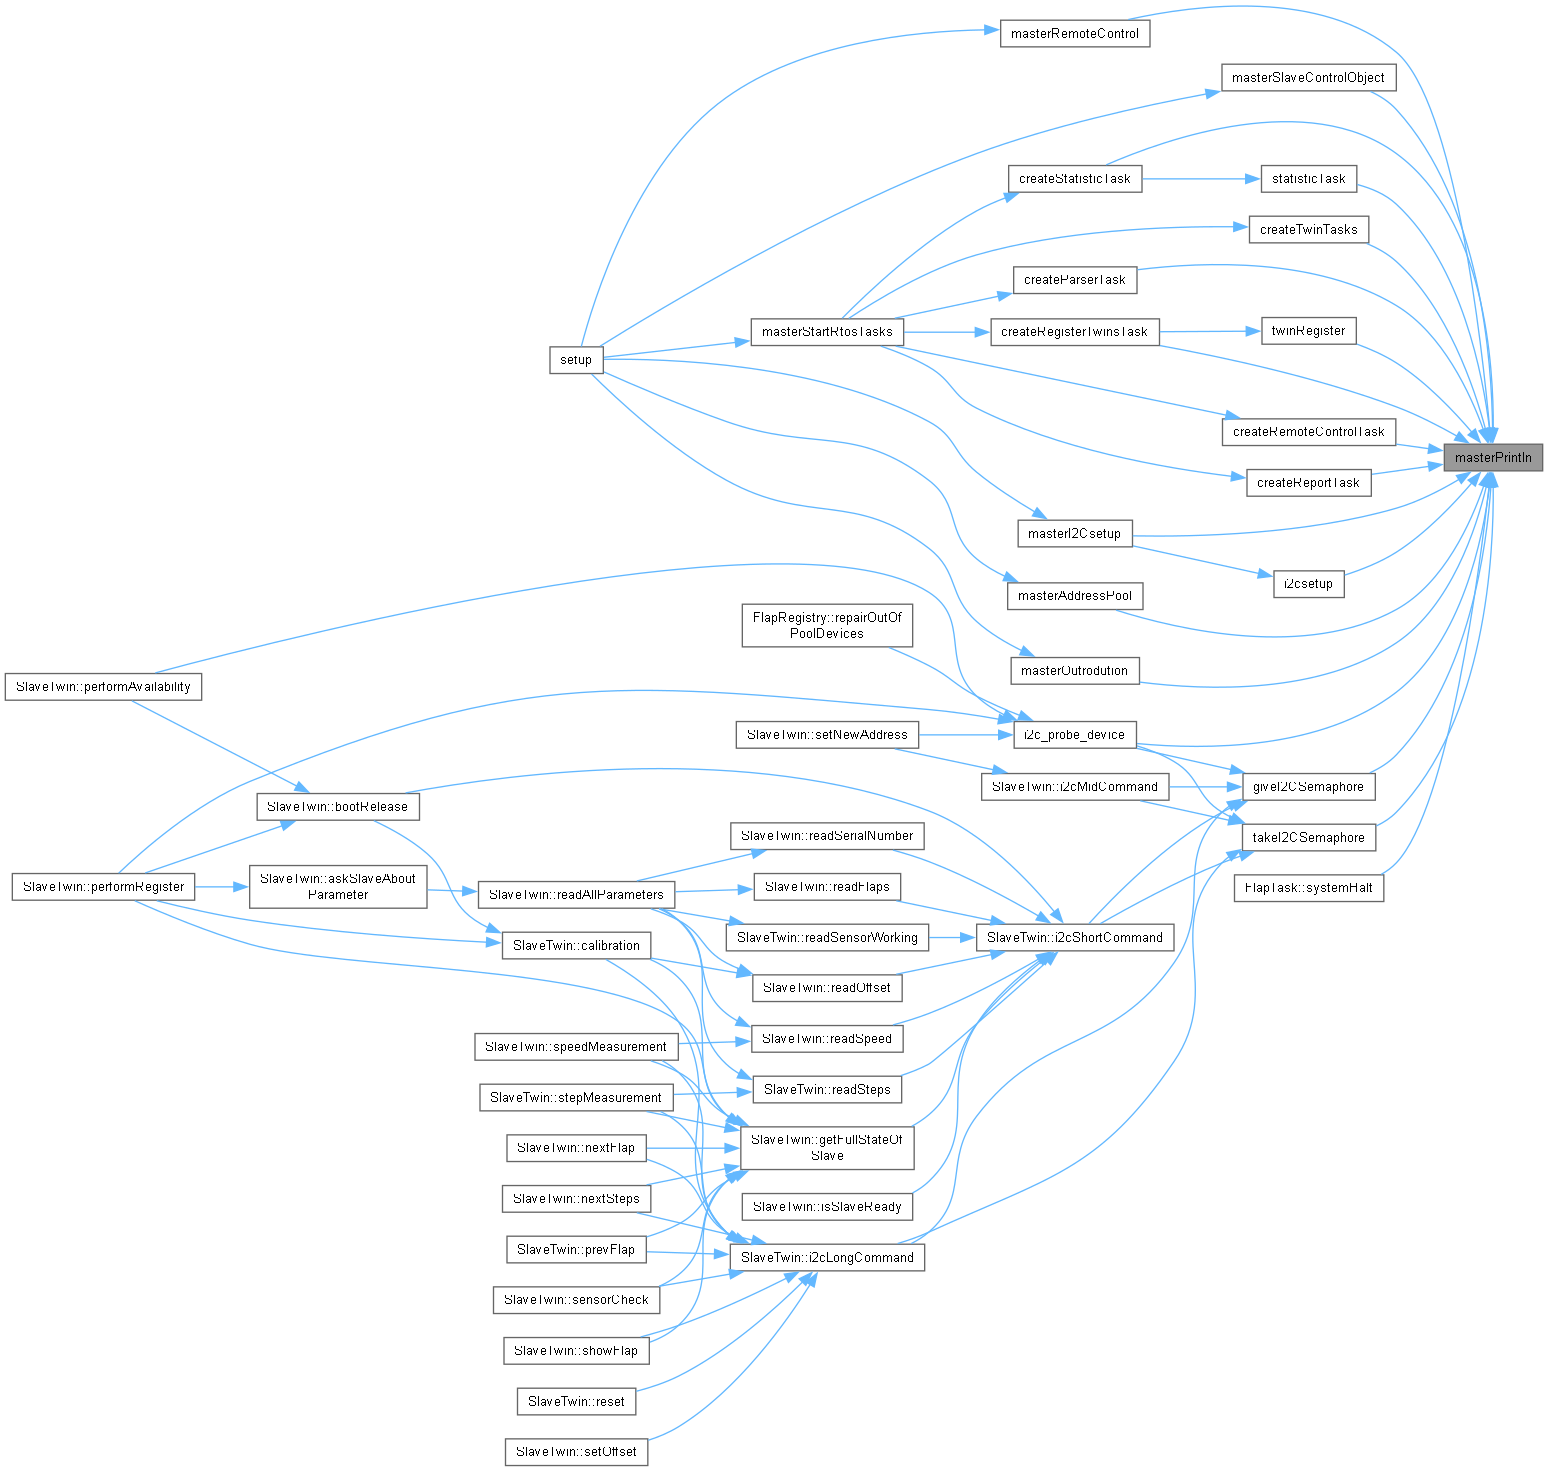 masterRemoteControl
masterSlaveControlObject
createStatisticTask
statisticTask
createTwinTasks
createParserTask
masterStartRtosTasks
createRegisterTwinsTask
twinRegister
setup
createRemoteControlTask
masterPrintln
createReportTask
masterI2Csetup
i2csetup
masterAddressPool
FlapRegistry::repairOutOf
PoolDevices
masterOutrodution
SlaveTwin::performAvailability
SlaveTwin::setNewAddress
i2c_probe_device
SlaveTwin::i2cMidCommand
giveI2CSemaphore
SlaveTwin::bootRelease
SlaveTwin::readSerialNumber
takeI2CSemaphore
SlaveTwin::performRegister
SlaveTwin::askSlaveAbout
Parameter
SlaveTwin::readAllParameters
SlaveTwin::readFlaps
FlapTask::systemHalt
SlaveTwin::readSensorWorking
SlaveTwin::i2cShortCommand
SlaveTwin::calibration
SlaveTwin::readOffset
SlaveTwin::speedMeasurement
SlaveTwin::readSpeed
SlaveTwin::stepMeasurement
SlaveTwin::readSteps
SlaveTwin::nextFlap
SlaveTwin::getFullStateOf
Slave
SlaveTwin::nextSteps
SlaveTwin::isSlaveReady
SlaveTwin::prevFlap
SlaveTwin::i2cLongCommand
SlaveTwin::sensorCheck
SlaveTwin::showFlap
SlaveTwin::reset
SlaveTwin::setOffset